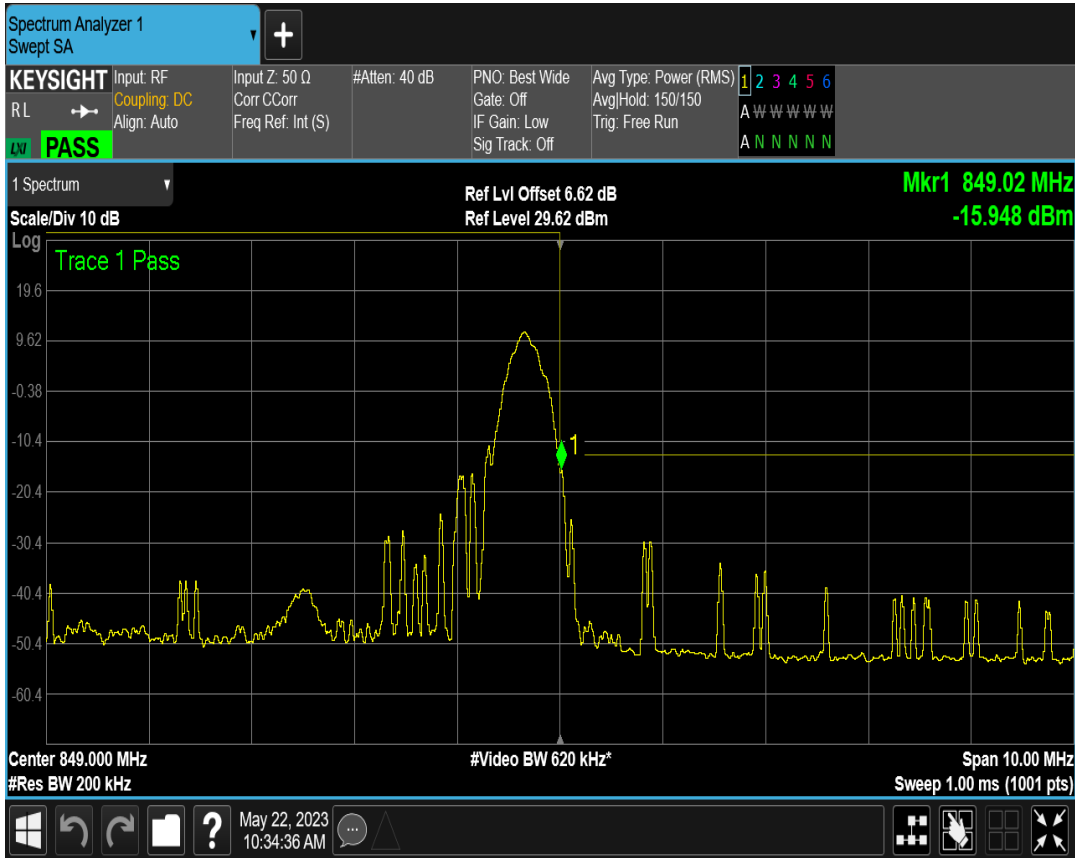 Spectrum Analyzer 1
Swept SA
+
KEYSIGHT
R L
LXI
PASS
Input: RF
Coupling: DC
Align: Auto
Input Z: 50 Ω
Corr CCorr
Freq Ref: Int (S)
#Atten: 40 dB
PNO: Best Wide
Gate: Off
IF Gain: Low
Sig Track: Off
Avg Type: Power (RMS)
Avg|Hold: 150/150
Trig: Free Run
1 2 3 4 5 6
A W W W W W
A N N N N N
1 Spectrum
Scale/Div 10 dB
Ref Lvl Offset 6.62 dB
Ref Level 29.62 dBm
Mkr1 849.02 MHz
-15.948 dBm
Log
Trace 1 Pass
19.6
9.62
-0.38
-10.4
1
-20.4
-30.4
-40.4
-50.4
-60.4
Center 849.000 MHz
#Video BW 620 kHz*
Span 10.00 MHz
#Res BW 200 kHz
Sweep 1.00 ms (1001 pts)
?
May 22, 2023
10:34:36 AM